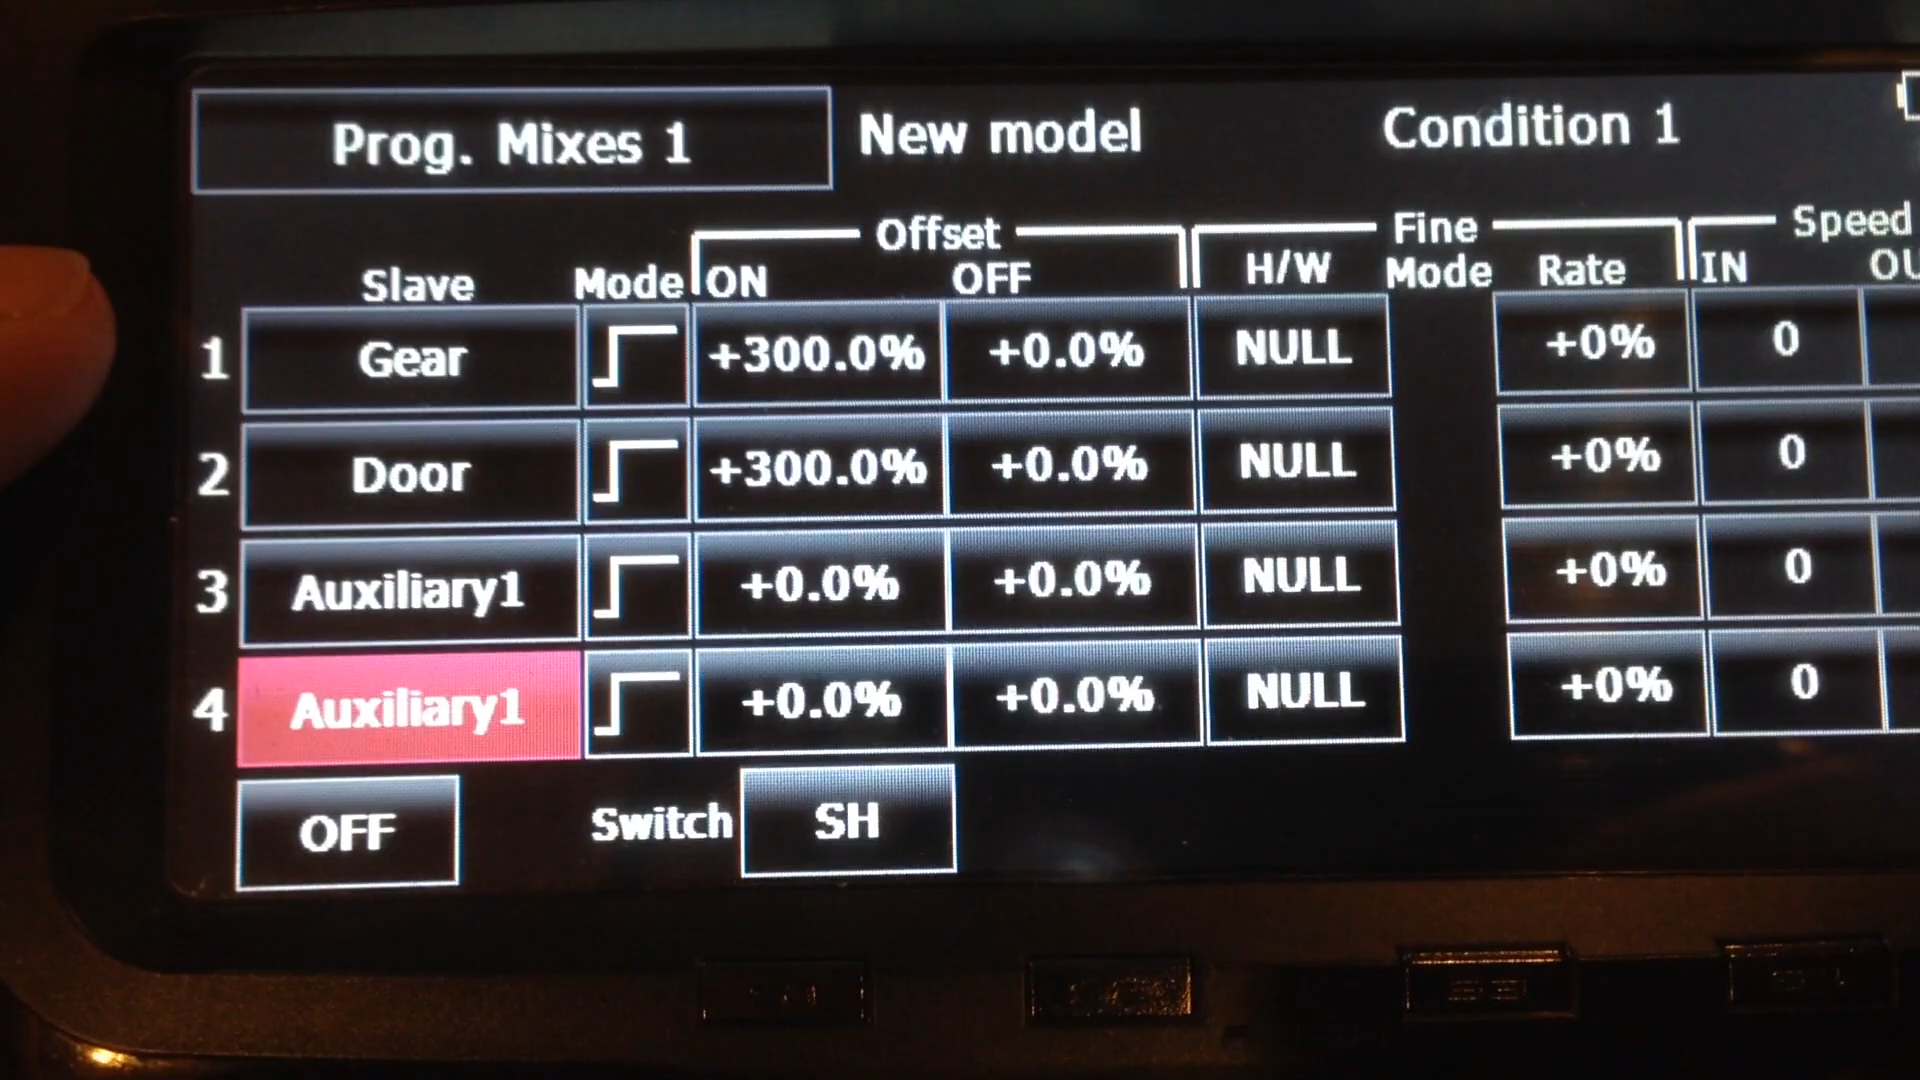 Prog. Mixes 1 New model Condition 1
Offset Fine Speed
Slave Mode ON OFF H/W Mode Rate IN
1 Gear +300.0% +0.0% NULL +0% 0
2 Door +300.0% +0.0% NULL +0% 0
3 Auxiliary1 +0.0% +0.0% NULL +0% 0
4 Auxiliary1 +0.0% +0.0% NULL +0% 0
OFF Switch SH